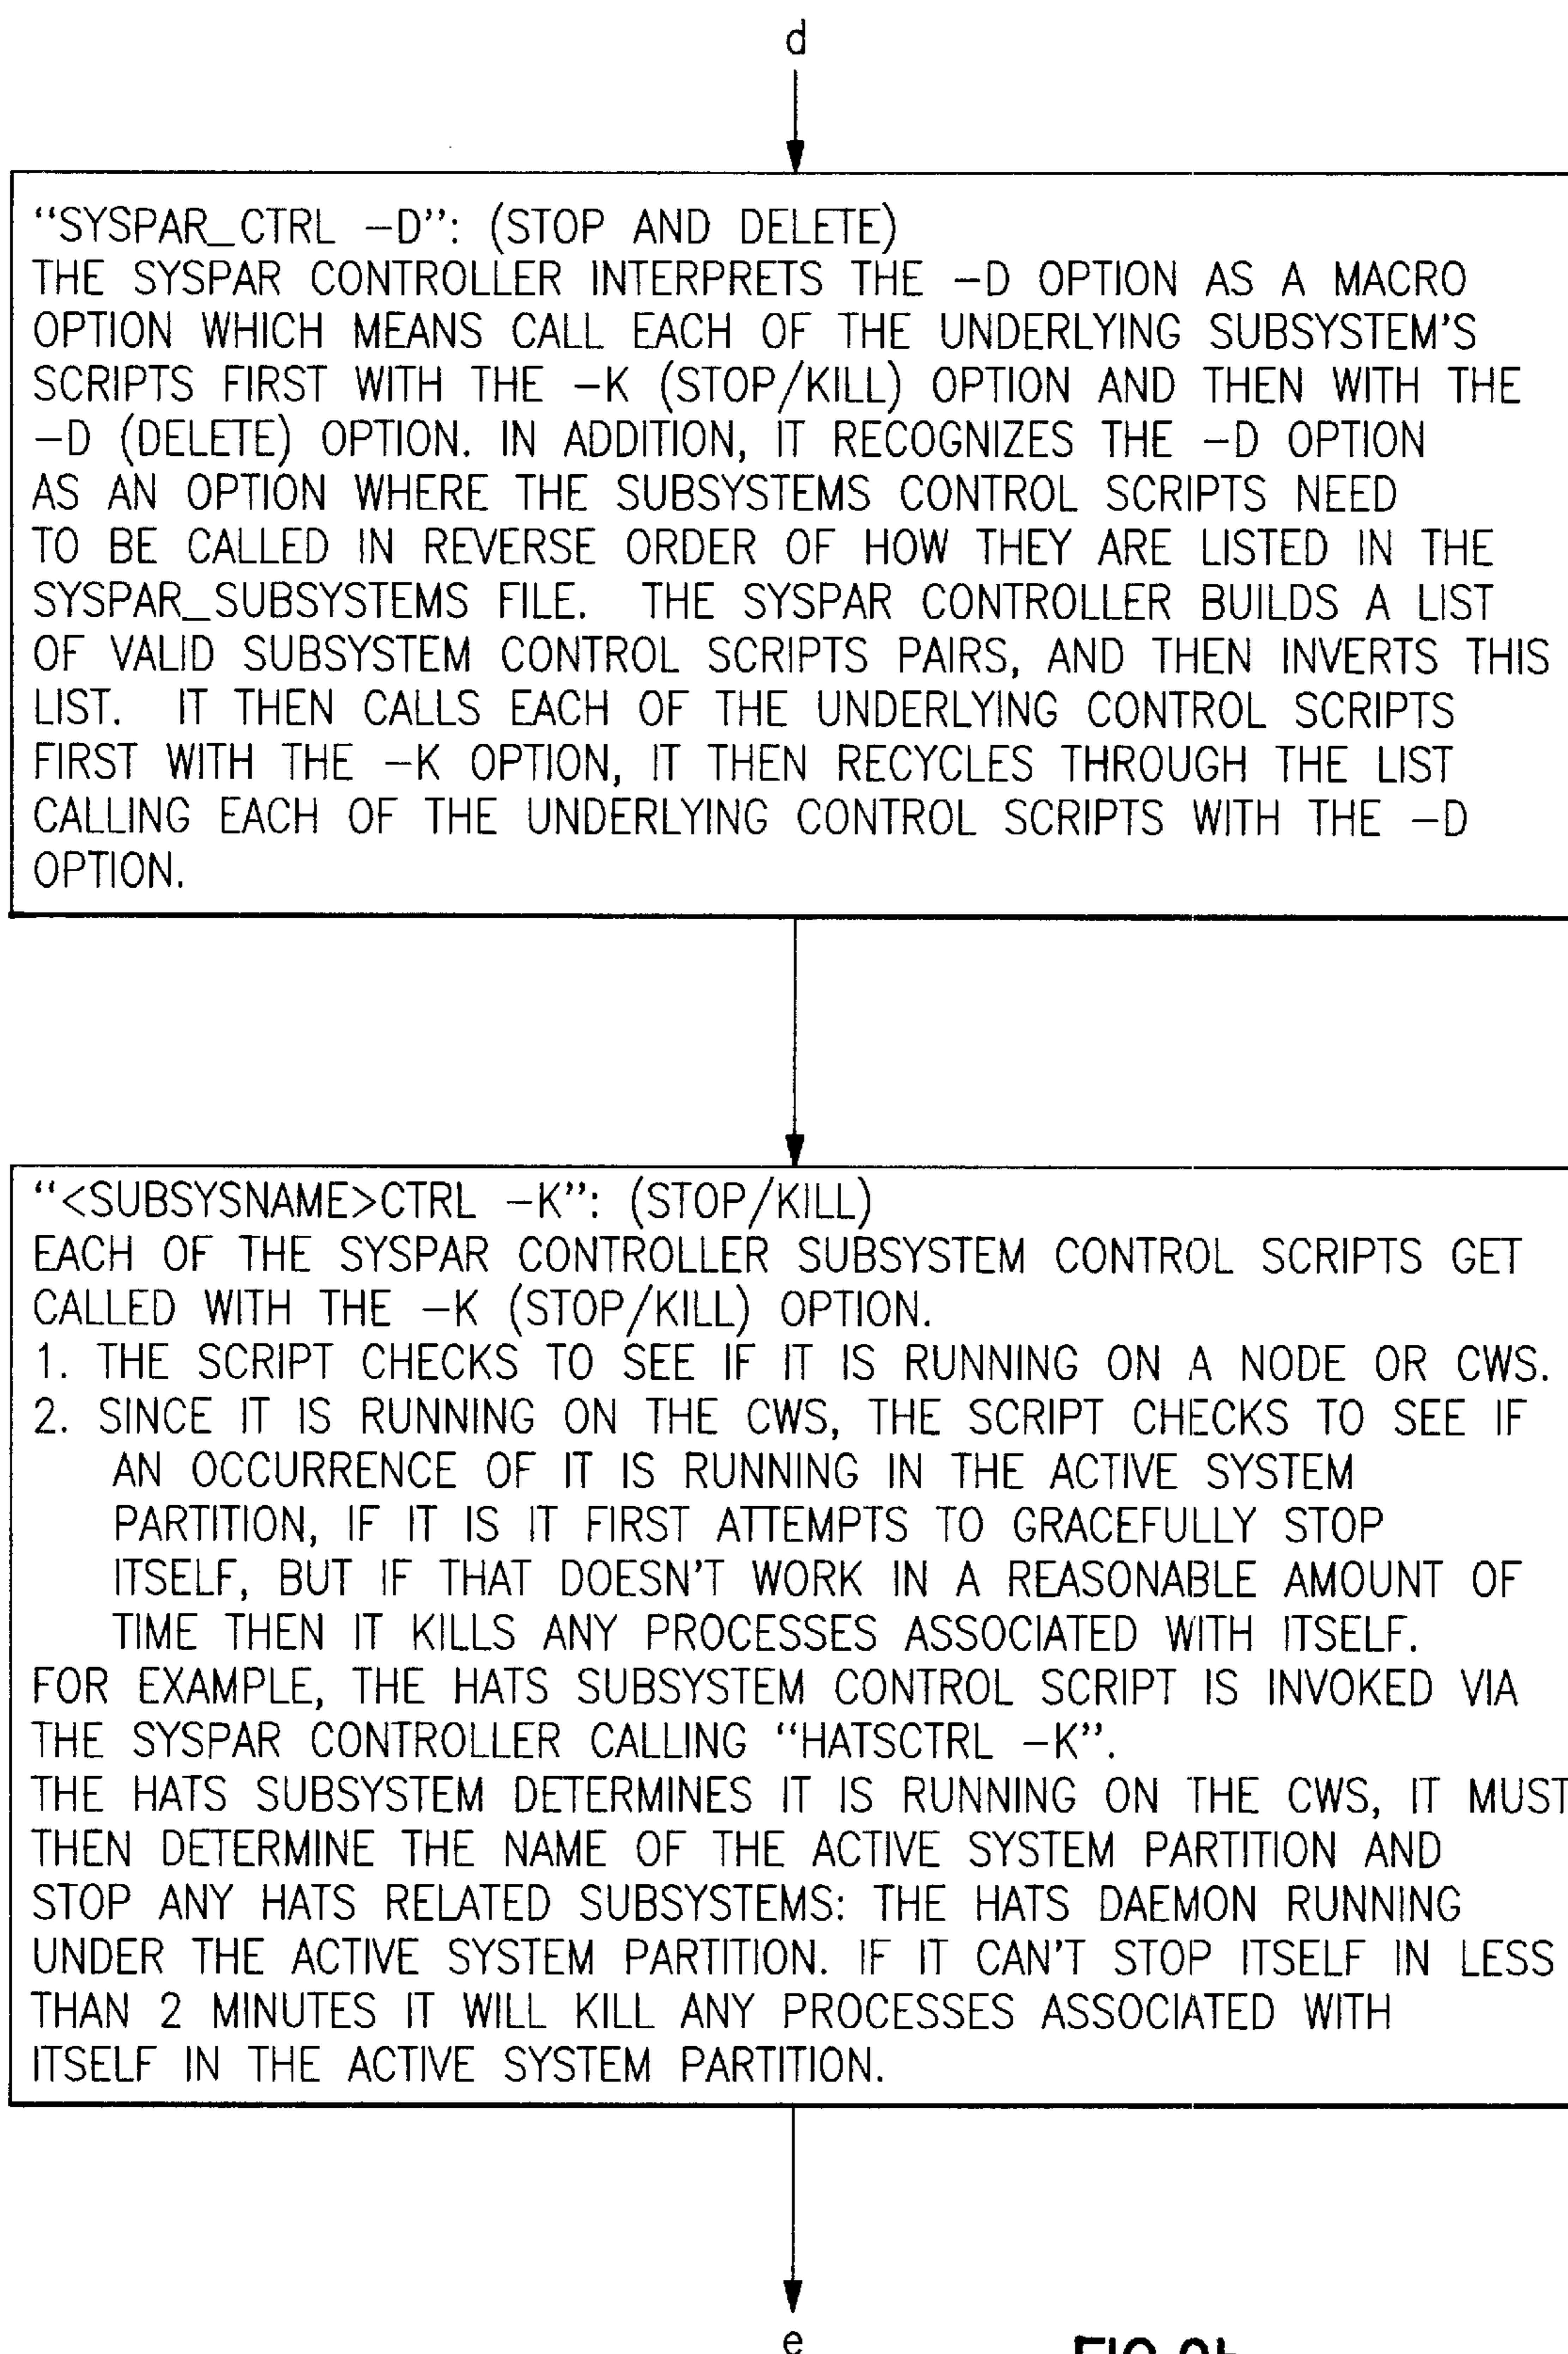 d
“SYSPAR_CTRL –D”: (STOP AND DELETE)
THE SYSPAR CONTROLLER INTERPRETS THE –D OPTION AS A MACRO
OPTION WHICH MEANS CALL EACH OF THE UNDERLYING SUBSYSTEM'S
SCRIPTS FIRST WITH THE –K (STOP/KILL) OPTION AND THEN WITH THE
–D (DELETE) OPTION. IN ADDITION, IT RECOGNIZES THE –D OPTION
AS AN OPTION WHERE THE SUBSYSTEMS CONTROL SCRIPTS NEED
TO BE CALLED IN REVERSE ORDER OF HOW THEY ARE LISTED IN THE
SYSPAR_SUBSYSTEMS FILE. THE SYSPAR CONTROLLER BUILDS A LIST
OF VALID SUBSYSTEM CONTROL SCRIPTS PAIRS, AND THEN INVERTS THIS
LIST. IT THEN CALLS EACH OF THE UNDERLYING CONTROL SCRIPTS
FIRST WITH THE –K OPTION, IT THEN RECYCLES THROUGH THE LIST
CALLING EACH OF THE UNDERLYING CONTROL SCRIPTS WITH THE –D
OPTION.
“<SUBSYSNAME>CTRL –K”: (STOP/KILL)
EACH OF THE SYSPAR CONTROLLER SUBSYSTEM CONTROL SCRIPTS GET
CALLED WITH THE –K (STOP/KILL) OPTION.
1. THE SCRIPT CHECKS TO SEE IF IT IS RUNNING ON A NODE OR CWS.
2. SINCE IT IS RUNNING ON THE CWS, THE SCRIPT CHECKS TO SEE IF
AN OCCURRENCE OF IT IS RUNNING IN THE ACTIVE SYSTEM
PARTITION, IF IT IS IT FIRST ATTEMPTS TO GRACEFULLY STOP
ITSELF, BUT IF THAT DOESN'T WORK IN A REASONABLE AMOUNT OF
TIME THEN IT KILLS ANY PROCESSES ASSOCIATED WITH ITSELF.
FOR EXAMPLE, THE HATS SUBSYSTEM CONTROL SCRIPT IS INVOKED VIA
THE SYSPAR CONTROLLER CALLING “HATSCTRL –K”.
THE HATS SUBSYSTEM DETERMINES IT IS RUNNING ON THE CWS, IT MUST
THEN DETERMINE THE NAME OF THE ACTIVE SYSTEM PARTITION AND
STOP ANY HATS RELATED SUBSYSTEMS: THE HATS DAEMON RUNNING
UNDER THE ACTIVE SYSTEM PARTITION. IF IT CAN'T STOP ITSELF IN LESS
THAN 2 MINUTES IT WILL KILL ANY PROCESSES ASSOCIATED WITH
ITSELF IN THE ACTIVE SYSTEM PARTITION.
e